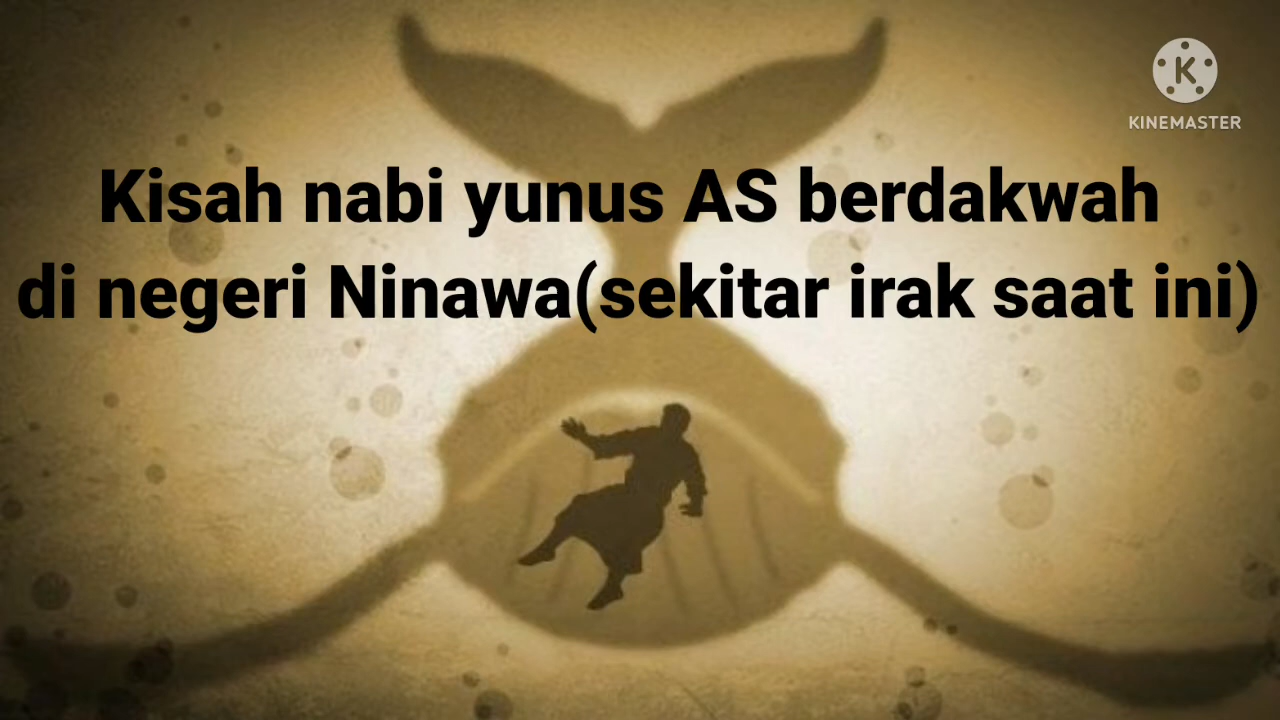 KINEMASTER
Kisah nabi yunus AS berdakwah
di negeri Ninawa(sekitar irak saat ini)